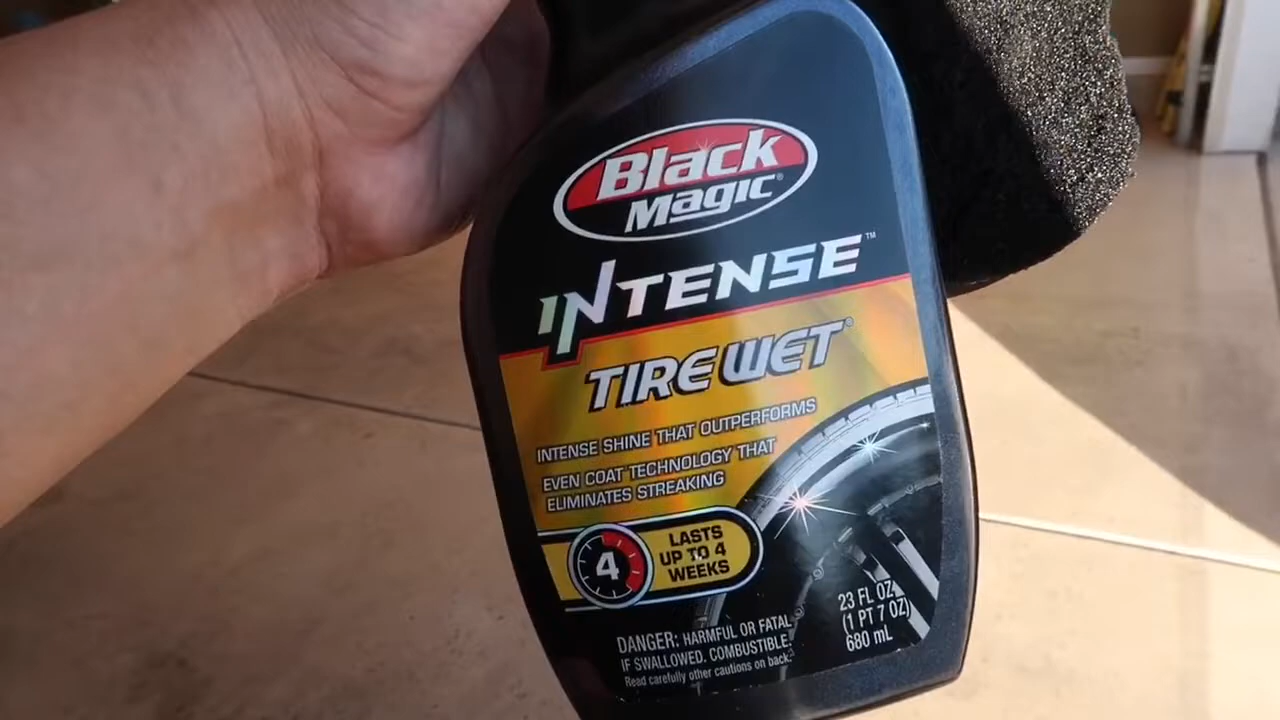 Black
Magic®
INTENSE™
TIRE WET®
INTENSE SHINE THAT OUTPERFORMS
EVEN COAT TECHNOLOGY THAT
ELIMINATES STREAKING
4
LASTS
UP TO 4
WEEKS
23 FL OZ
(1 PT 7 OZ)
680 mL
DANGER: HARMFUL OR FATAL
IF SWALLOWED. COMBUSTIBLE.
Read carefully other cautions on back.